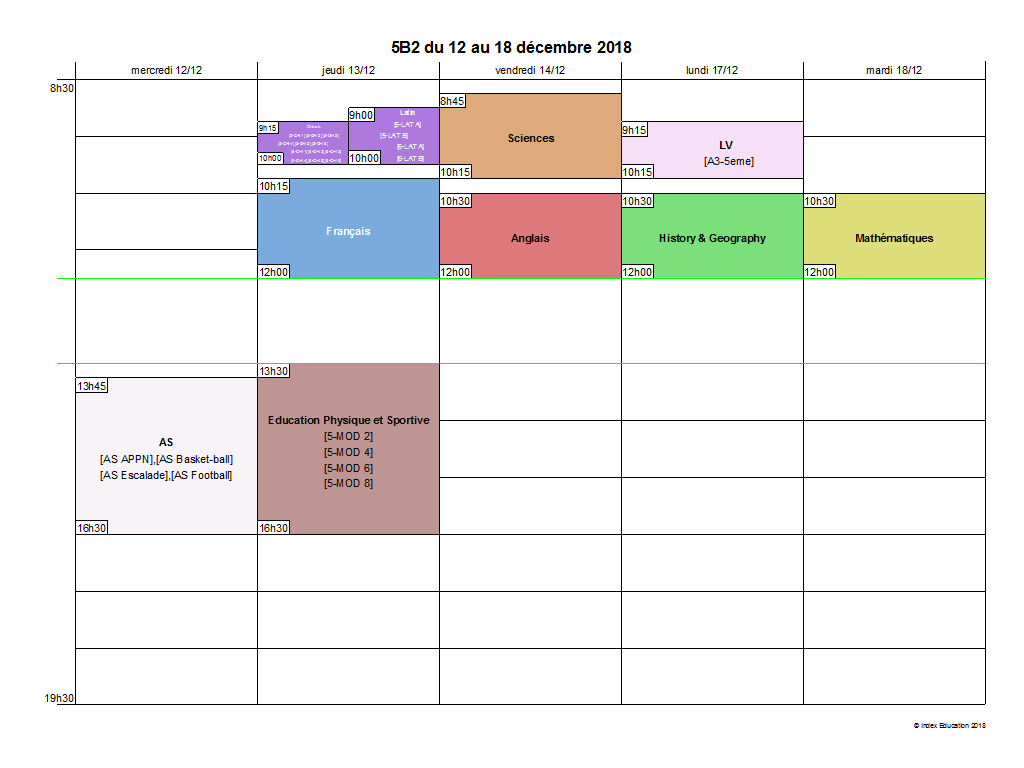 5B2 du 12 au 18 décembre 2018
mercredi 12/12
jeudi 13/12
vendredi 14/12
lundi 17/12
mardi 18/12
8h30
9h15
10h00
9h00
Latin
[5-LAT A]
[5-LAT E]
[5-LAT A]
[5-LAT E]
10h00
8h45
Sciences
10h15
9h15
LV
[A3-5eme]
10h15
10h15
Français
12h00
10h30
Anglais
12h00
10h30
History & Geography
12h00
10h30
Mathématiques
12h00
13h45
AS
[AS APPN],[AS Basket-ball]
[AS Escalade],[AS Football]
16h30
13h30
Education Physique et Sportive
[5-MOD 2]
[5-MOD 4]
[5-MOD 6]
[5-MOD 8]
16h30
19h30
© Index Education 2018